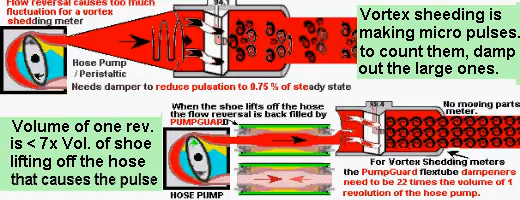 Flow reversal causes too much
fluctuation for a vortex
shedding meter
94.1
Vortex sheeding is
making micro pulses.
to count them, damp
out the large ones.
Hose Pump
/ Peristaltic
Needs damper to reduce pulsation to 0.75 % of steady state
Volume of one rev.
is < 7x Vol. of shoe
lifting off the hose
that causes the pulse
When the shoe lifts off the hose
the flow reversal is back filled by
PUMPGUARD
HOSE PUMP
No moving parts
meter.
For Vortex Shedding meters
the PumpGuard flextube dampeners
need to be 22 times the volume of 1
revolution of the hose pump.